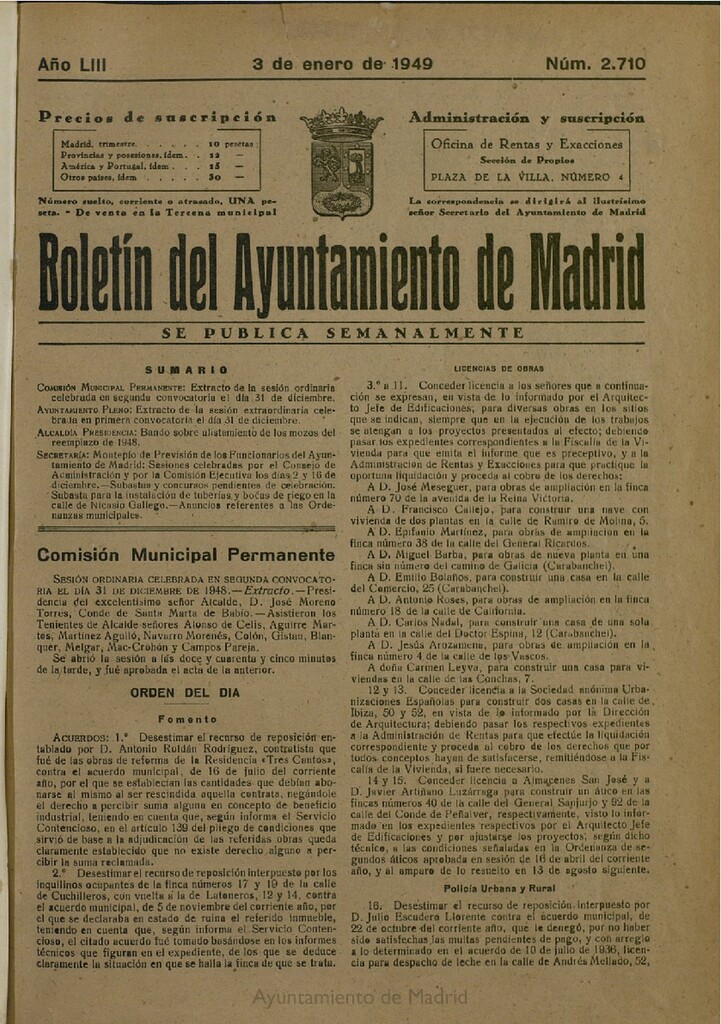 Año LIII
3 de enero de 1949
Núm. 2.710
Precios de suscripción
Madrid, trimestre. . . . . . 10 pesetas
Provincias y posesiones, ídem. . 12 —
América y Portugal, ídem . . . 15 —
Otros países, ídem . . . . . 30 —
Número suelto, corriente o atrasado, UNA pe-
seta. - De venta en la Tercena municipal
Administración y suscripción
Oficina de Rentas y Exacciones
Sección de Propios
PLAZA DE LA VILLA, NÚMERO 4
La correspondencia se dirigirá al ilustrísimo
señor Secretario del Ayuntamiento de Madrid
Boletín del Ayuntamiento de Madrid
SE PUBLICA SEMANALMENTE
SUMARIO
COMISIÓN MUNICIPAL PERMANENTE: Extracto de la sesión ordinaria
celebrada en segunda convocatoria el día 31 de diciembre.
AYUNTAMIENTO PLENO: Extracto de la sesión extraordinaria cele-
brada en primera convocatoria el día 31 de diciembre.
ALCALDÍA PRESIDENCIA: Bando sobre alistamiento de los mozos del
reemplazo de 1948.
SECRETARÍA: Montepío de Previsión de los Funcionarios del Ayun-
tamiento de Madrid: Sesiones celebradas por el Consejo de
Administración y por la Comisión Ejecutiva los días 2 y 16 de
diciembre.—Subastas y concursos pendientes de celebración.
Subasta para la instalación de tuberías y bocas de riego en la
calle de Nicasio Gallego.—Anuncios referentes a las Orde-
nanzas municipales.
Comisión Municipal Permanente
SESIÓN ORDINARIA CELEBRADA EN SEGUNDA CONVOCATO-
RIA EL DÍA 31 DE DICIEMBRE DE 1948.—Extracto.—Presi-
dencia del excelentísimo señor Alcalde, D. José Moreno
Torres, Conde de Santa Marta de Babío.—Asistieron los
Tenientes de Alcalde señores Alonso de Celis, Aguirre Mar-
tos, Martínez Agulló, Navarro Morenés, Colón, Gistau, Blan-
quer, Melgar, Mac-Crohón y Campos Pareja.
Se abrió la sesión a las doce y cuarenta y cinco minutos
de la tarde, y fué aprobada el acta de la anterior.
ORDEN DEL DIA
Fomento
ACUERDOS: 1.º Desestimar el recurso de reposición en-
tablado por D. Antonio Roldán Rodríguez, contratista que
fué de las obras de reforma de la Residencia «Tres Cantos»,
contra el acuerdo municipal, de 16 de julio del corriente
año, por el que se establecían las cantidades que debían abo-
narse al mismo al ser rescindida aquella contrata, negándole
el derecho a percibir suma alguna en concepto de beneficio
industrial, teniendo en cuenta que, según informa el Servicio
Contencioso, en el artículo 139 del pliego de condiciones que
sirvió de base a la adjudicación de las referidas obras queda
claramente establecido que no existe derecho alguno a per-
cibir la suma reclamada.
2.º Desestimar el recurso de reposición interpuesto por los
inquilinos ocupantes de la finca números 17 y 19 de la calle
de Cuchilleros, con vuelta a la de Latoneros, 12 y 14, contra
el acuerdo municipal, de 5 de noviembre del corriente año, por
el que se declaraba en estado de ruina el referido inmueble,
teniendo en cuenta que, según informa el Servicio Conten-
cioso, el citado acuerdo fué tomado basándose en los informes
técnicos que figuran en el expediente, de los que se deduce
claramente la situación en que se halla la finca de que se trata.
LICENCIAS DE OBRAS
3.º a 11. Conceder licencia a los señores que a continua-
ción se expresan, en vista de lo informado por el Arquitec-
to Jefe de Edificaciones, para diversas obras en los sitios
que se indican, siempre que en la ejecución de los trabajos
se atengan a los proyectos presentados al efecto; debiendo
pasar los expedientes correspondientes a la Fiscalía de la Vi-
vienda para que emita el informe que es preceptivo, y a la
Administración de Rentas y Exacciones para que practique la
oportuna liquidación y proceda al cobro de los derechos:
A D. José Meseguer, para obras de ampliación en la finca
número 70 de la avenida de la Reina Victoria.
A D. Francisco Callejo, para construir una nave con
vivienda de dos plantas en la calle de Ramiro de Molina, 5.
A D. Epifanio Martínez, para obras de ampliación en la
finca número 38 de la calle del General Ricardos.
A D. Miguel Barba, para obras de nueva planta en una
finca sin número del camino de Galicia (Carabanchel).
A D. Emilio Bolaños, para construir una casa en la calle
del Comercio, 25 (Carabanchel).
A D. Antonio Roses, para obras de ampliación en la finca
número 18 de la calle de California.
A D. Carlos Nadal, para construir una casa de una sola
planta en la calle del Doctor Espina, 12 (Carabanchel).
A D. Jesús Arozamena, para obras de ampliación en la
finca número 4 de la calle de los Vascos.
A doña Carmen Leyva, para construir una casa para vi-
viendas en la calle de las Conchas, 7.
12 y 13. Conceder licencia a la Sociedad anónima Urba-
nizaciones Españolas para construir dos casas en la calle de
Ibiza, 50 y 52, en vista de lo informado por la Dirección
de Arquitectura; debiendo pasar los respectivos expedientes
a la Administración de Rentas para que efectúe la liquidación
correspondiente y proceda al cobro de los derechos que por
todos conceptos hayan de satisfacerse, remitiéndose a la Fis-
calía de la Vivienda, si fuere necesario.
14 y 15. Conceder licencia a Almagenes San José y a
D. Javier Artiñano Luzárraga para construir un ático en las
fincas números 40 de la calle del General Sanjurjo y 92 de la
calle del Conde de Peñalver, respectivamente, visto lo infor-
mado en los expedientes respectivos por el Arquitecto Jefe
de Edificaciones y por ajustarse los proyectos, según dicho
técnico, a las condiciones señaladas en la Ordenanza de se-
gundos áticos aprobada en sesión de 16 de abril del corriente
año, y al amparo de lo resuelto en 13 de agosto siguiente.
Policía Urbana y Rural
16. Desestimar el recurso de reposición interpuesto por
D. Julio Escudero Llorente contra el acuerdo municipal, de
22 de octubre del corriente año, que le denegó, por no haber
sido satisfechas las multas pendientes de pago, y con arreglo
a lo determinado en el acuerdo de 10 de julio de 1936, licen-
cia para despacho de leche en la calle de Andrés Mellado, 52,
Ayuntamiento de Madrid